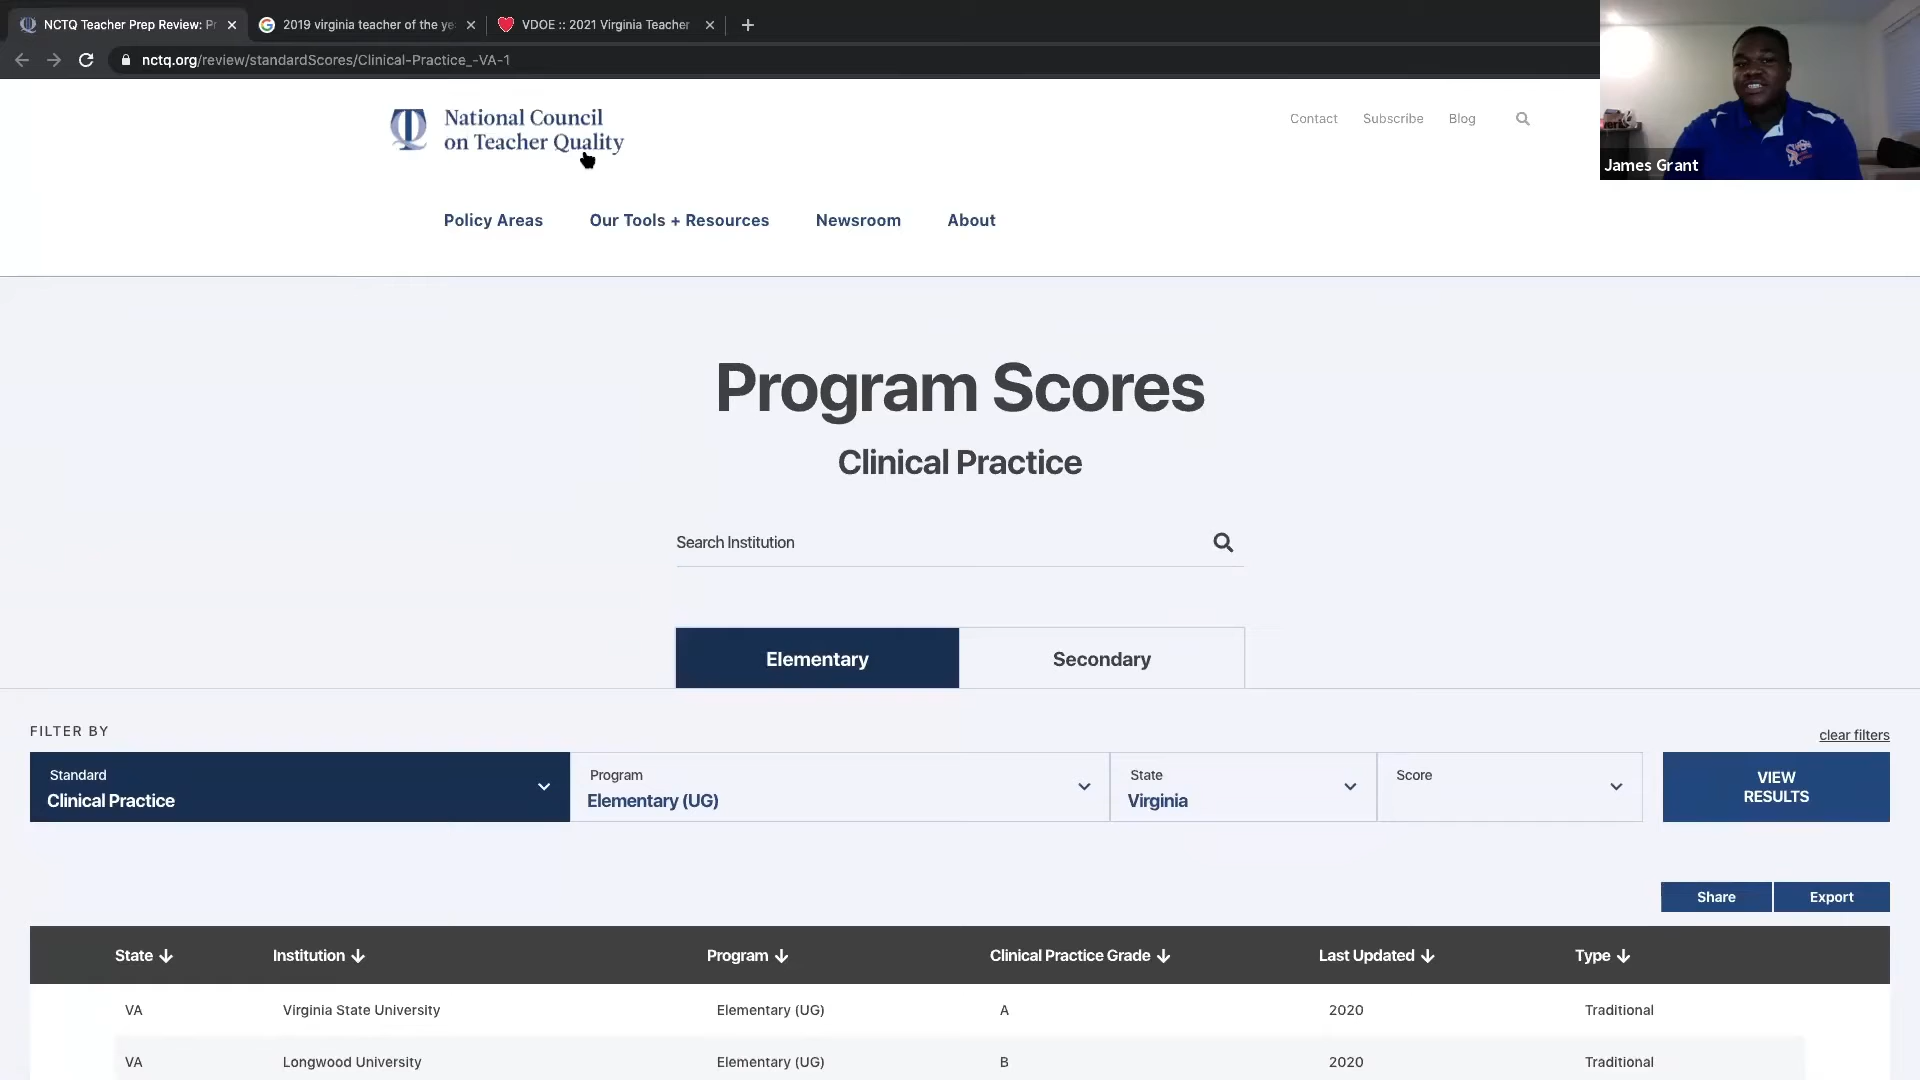 NCTQ Teacher Prep Review: Pr
2019 virginia teacher of the ye
VDOE :: 2021 Virginia Teacher
nctq.org/review/standardScores/Clinical-Practice_-VA-1
National Council
on Teacher Quality
Contact Subscribe Blog
James Grant
Policy Areas Our Tools + Resources Newsroom About
Program Scores
Clinical Practice
Search Institution
Elementary Secondary
FILTER BY
clear filters
Standard
Clinical Practice
Program
Elementary (UG)
State
Virginia
Score
VIEW
RESULTS
Share Export
State Institution Program Clinical Practice Grade Last Updated Type
VA Virginia State University Elementary (UG) A 2020 Traditional
VA Longwood University Elementary (UG) B 2020 Traditional